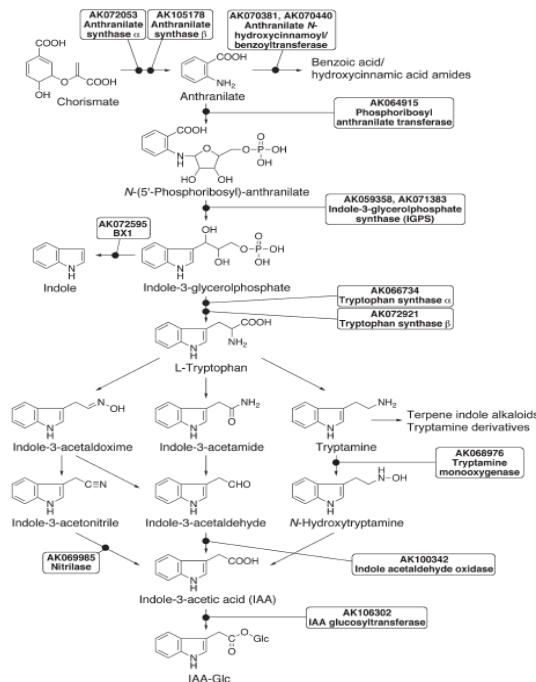 AK072053
Anthranilate
synthase α
AK105178
Anthranilate
synthase β
AK070381, AK070440
Anthranilate N-
hydroxycinnamoyl/
benzoyltransferase
COOH
O
COOH
OH
Chorismate
COOH
NH2
Anthranilate
Benzoic acid/
hydroxycinnamic acid amides
AK064915
Phosphoribosyl
anthranilate transferase
COOH
N
H
O
O
O
P
OH
OH
OH
OH
N-(5'-Phosphoribosyl)-anthranilate
AK059358, AK071383
Indole-3-glycerolphosphate
synthase (IGPS)
AK072595
BX1
N
H
Indole
OH
O
O
P
OH
OH
OH
N
H
Indole-3-glycerolphosphate
AK066734
Tryptophan synthase α
AK072921
Tryptophan synthase β
COOH
NH2
N
H
L-Tryptophan
N
OH
N
H
Indole-3-acetaldoxime
NH2
O
N
H
Indole-3-acetamide
NH2
N
H
Tryptamine
Terpene indole alkaloids
Tryptamine derivatives
AK068976
Tryptamine
monooxygenase
C≡N
N
H
Indole-3-acetonitrile
CHO
N
H
Indole-3-acetaldehyde
H
N-OH
N
H
N-Hydroxytryptamine
AK069985
Nitrilase
AK100342
Indole acetaldehyde oxidase
COOH
N
H
Indole-3-acetic acid (IAA)
AK106302
IAA glucosyltransferase
C
O
O
Glc
N
H
IAA-Glc